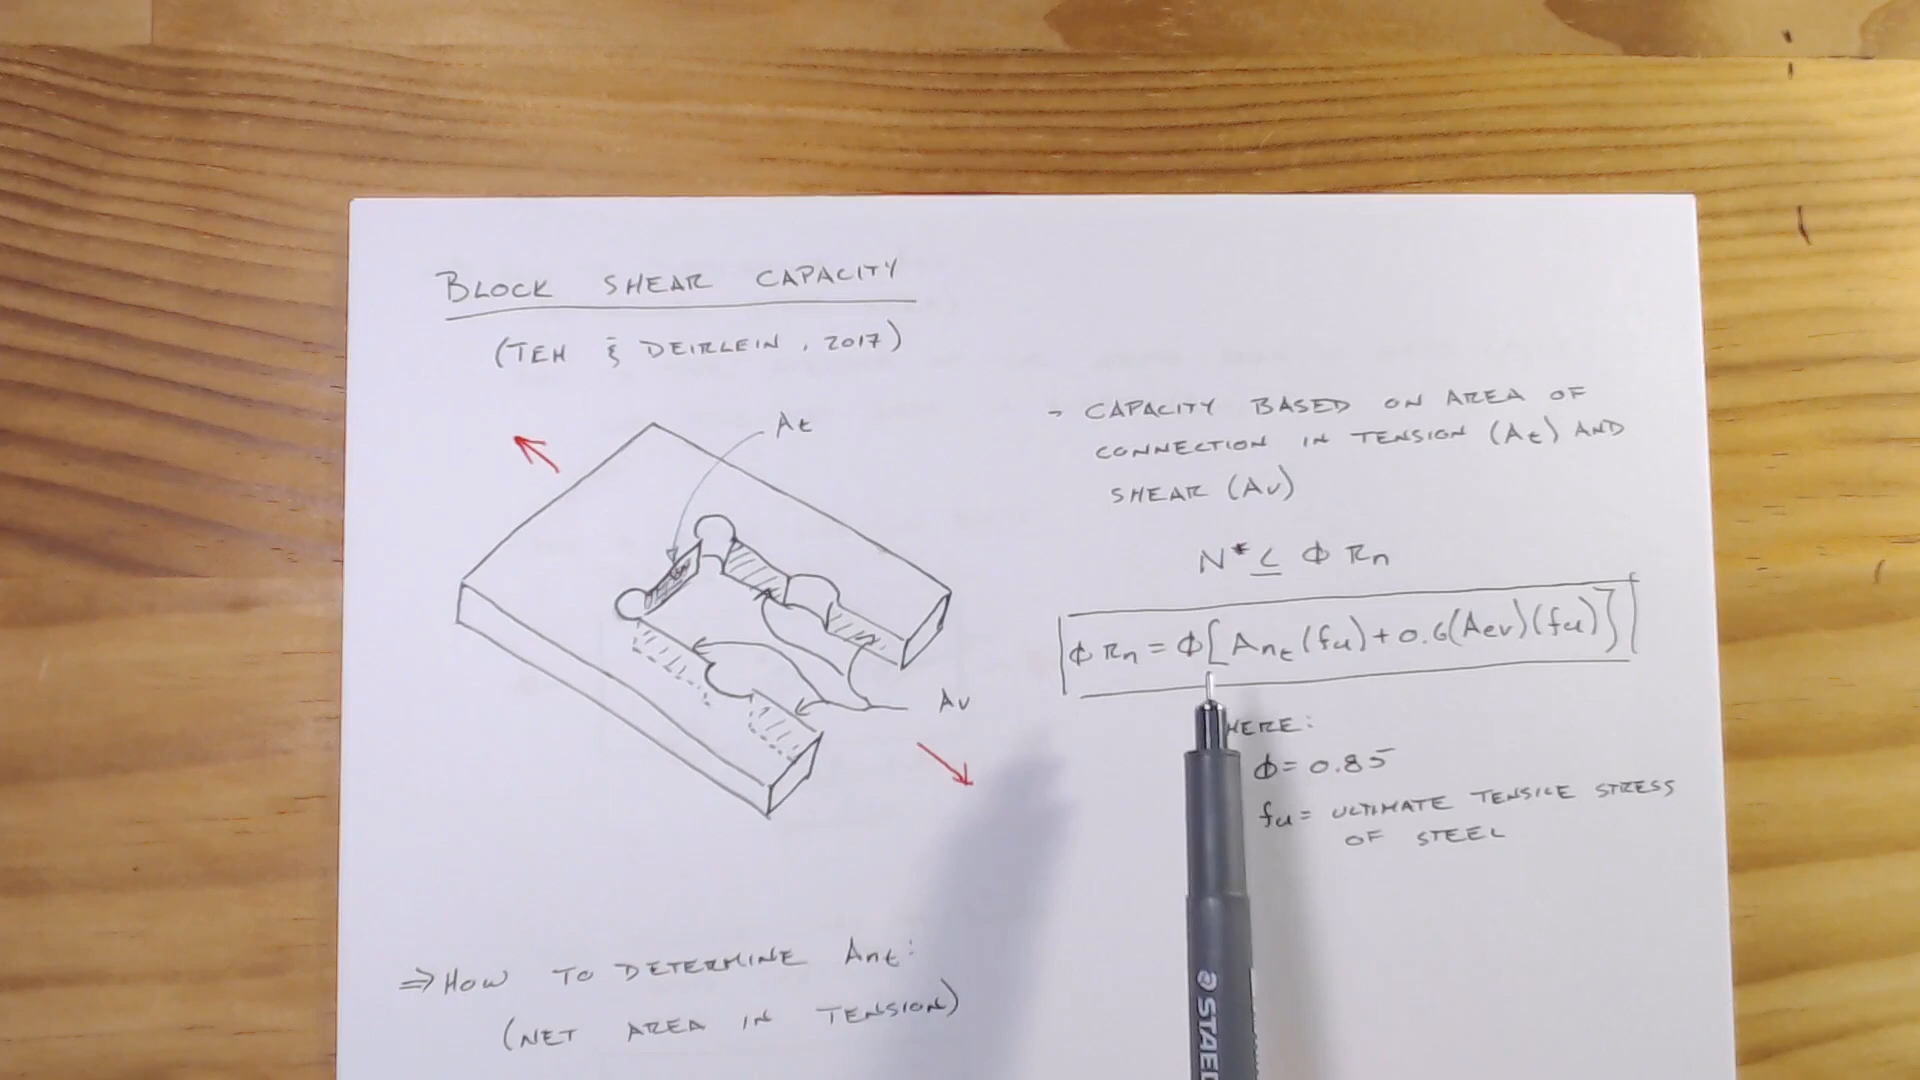 BLOCK SHEAR CAPACITY
(TEH & DEIRLEIN, 2017)
At
Av
→ CAPACITY BASED ON AREA OF
CONNECTION IN TENSION (At) AND
SHEAR (Av)
N* ≤ ϕ Rn
ϕ Rn = ϕ[Ant(fu) + 0.6(Aev)(fu)]
HERE:
ϕ = 0.85
fu = ULTIMATE TENSILE STRESS
OF STEEL
⇒ HOW TO DETERMINE Ant:
(NET AREA IN TENSION)
STAED